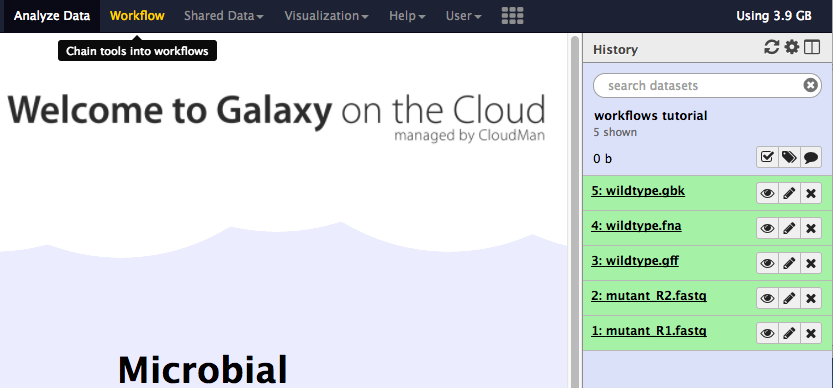 Analyze Data Workflow Shared Data Visualization Help User Using 3.9 GB
Chain tools into workflows
Welcome to Galaxy on the Cloud
managed by CloudMan
Microbial
History
search datasets
workflows tutorial
5 shown
0 b
5: wildtype.gbk
4: wildtype.fna
3: wildtype.gff
2: mutant_R2.fastq
1: mutant_R1.fastq